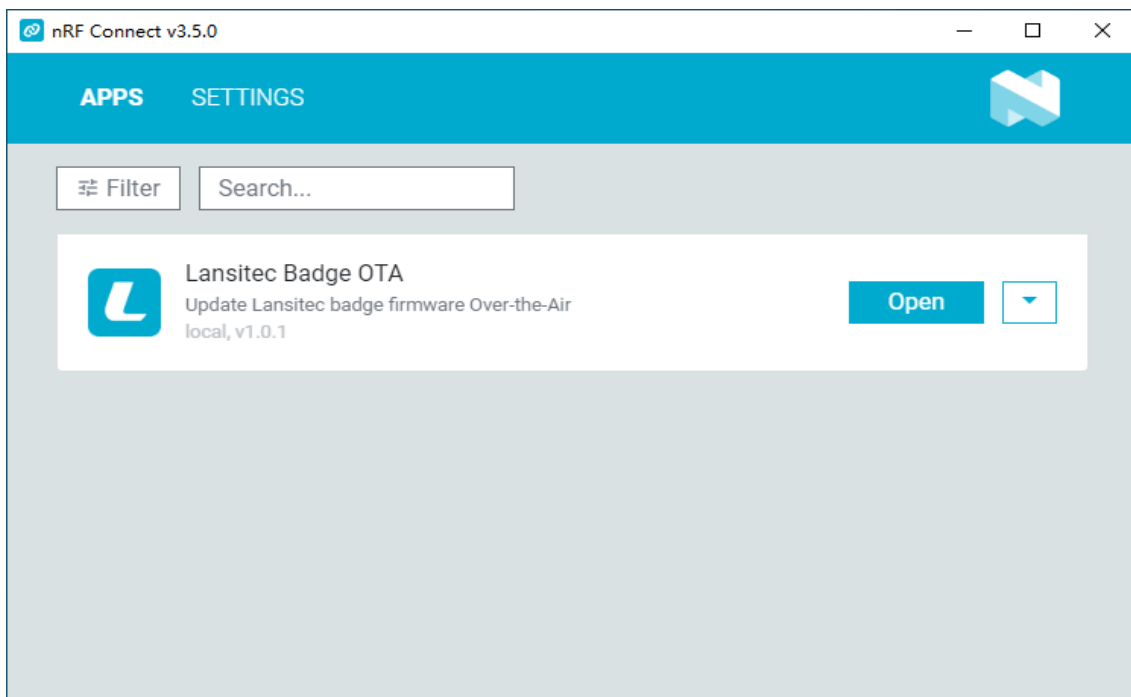 nRF Connect v3.5.0
APPS SETTINGS
Filter Search...
Lansitec Badge OTA
Update Lansitec badge firmware Over-the-Air
local, v1.0.1
Open